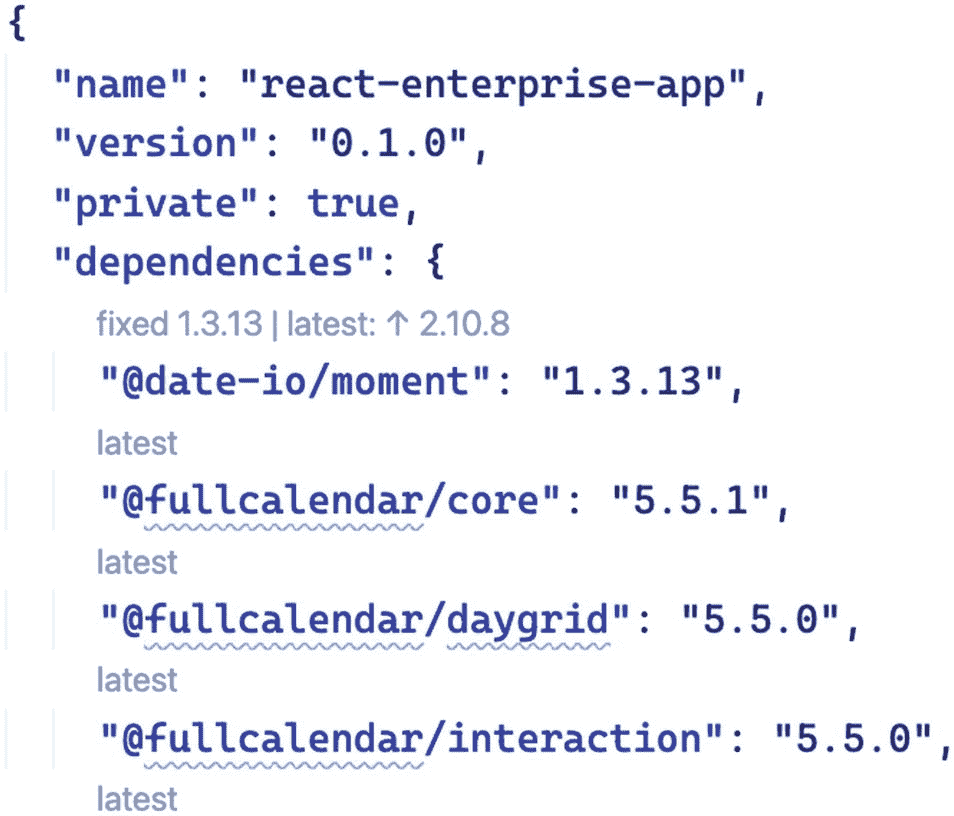 {
"name": "react-enterprise-app",
"version": "0.1.0",
"private": true,
"dependencies": {
fixed 1.3.13 | latest: ↑ 2.10.8
"@date-io/moment": "1.3.13",
latest
"@fullcalendar/core": "5.5.1",
latest
"@fullcalendar/daygrid": "5.5.0",
latest
"@fullcalendar/interaction": "5.5.0",
latest